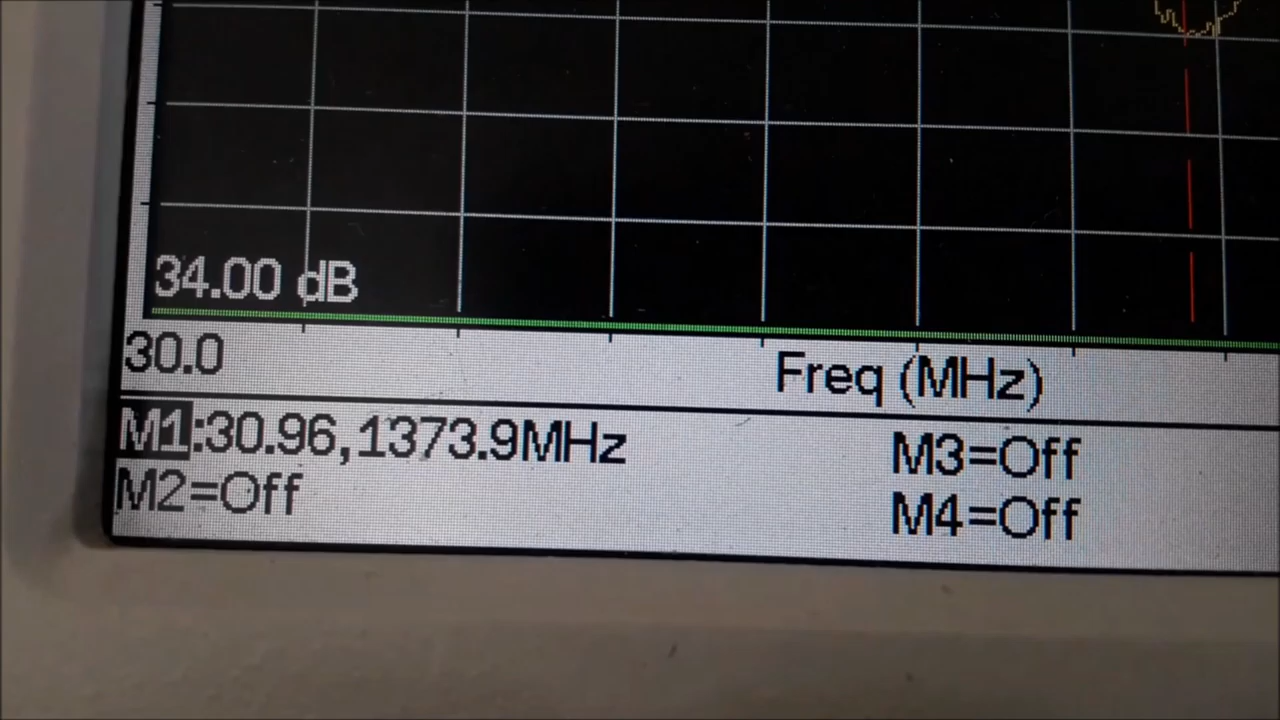 34.00 dB
30.0
Freq (MHz)
M1:30.96,1373.9MHz
M3=Off
M2=Off
M4=Off